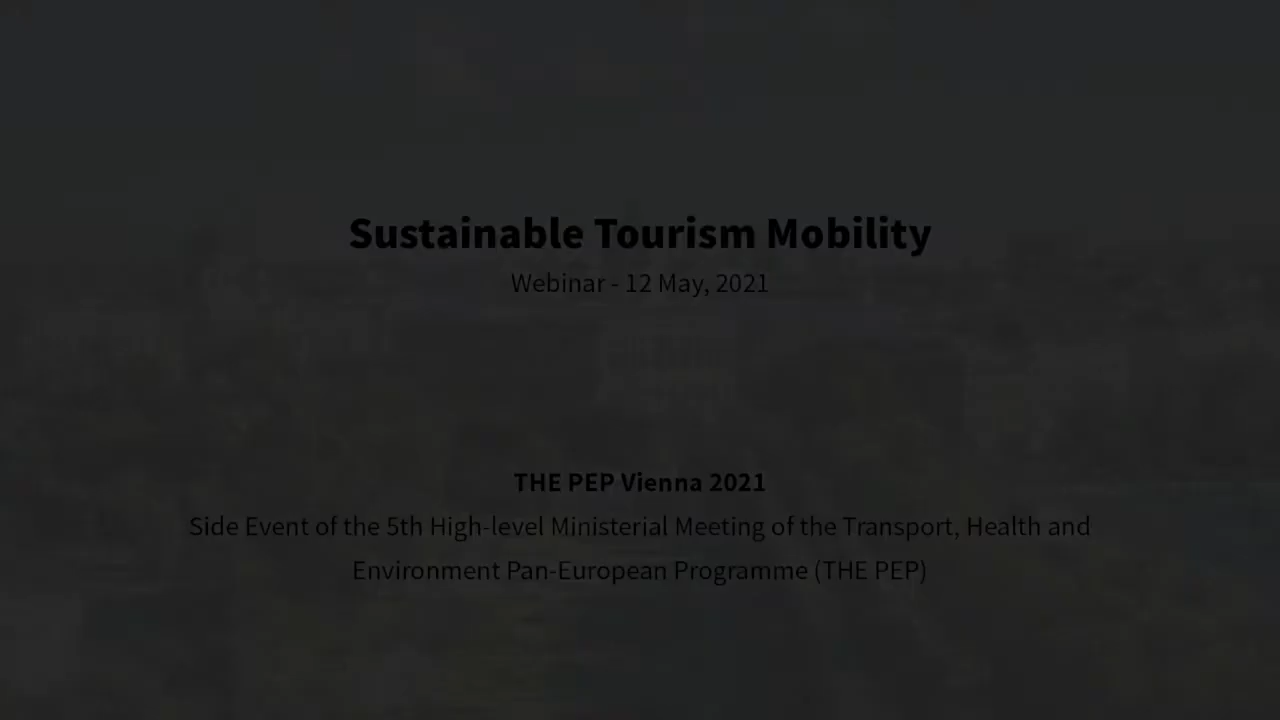 Sustainable Tourism Mobility
Webinar - 12 May, 2021
THE PEP Vienna 2021
Side Event of the 5th High-level Ministerial Meeting of the Transport, Health and
Environment Pan-European Programme (THE PEP)